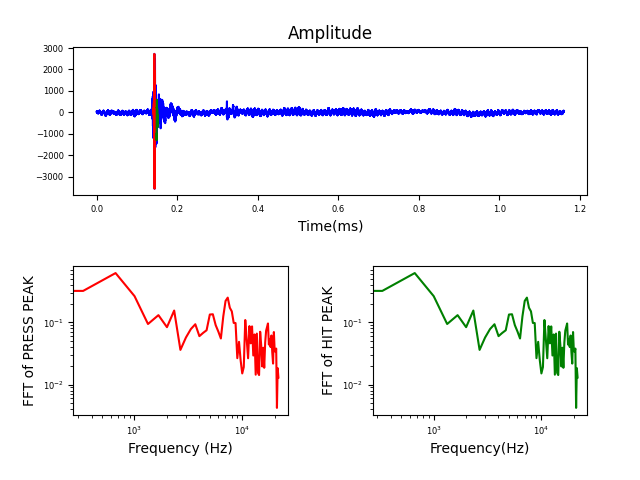 Amplitude
3000
2000
1000
0
−1000
−2000
−3000
0.0 0.2 0.4 0.6 0.8 1.0 1.2
Time(ms)
FFT of PRESS PEAK
10⁻¹
10⁻²
10³ 10⁴
Frequency (Hz)
FFT of HIT PEAK
10⁻¹
10⁻²
10³ 10⁴
Frequency(Hz)